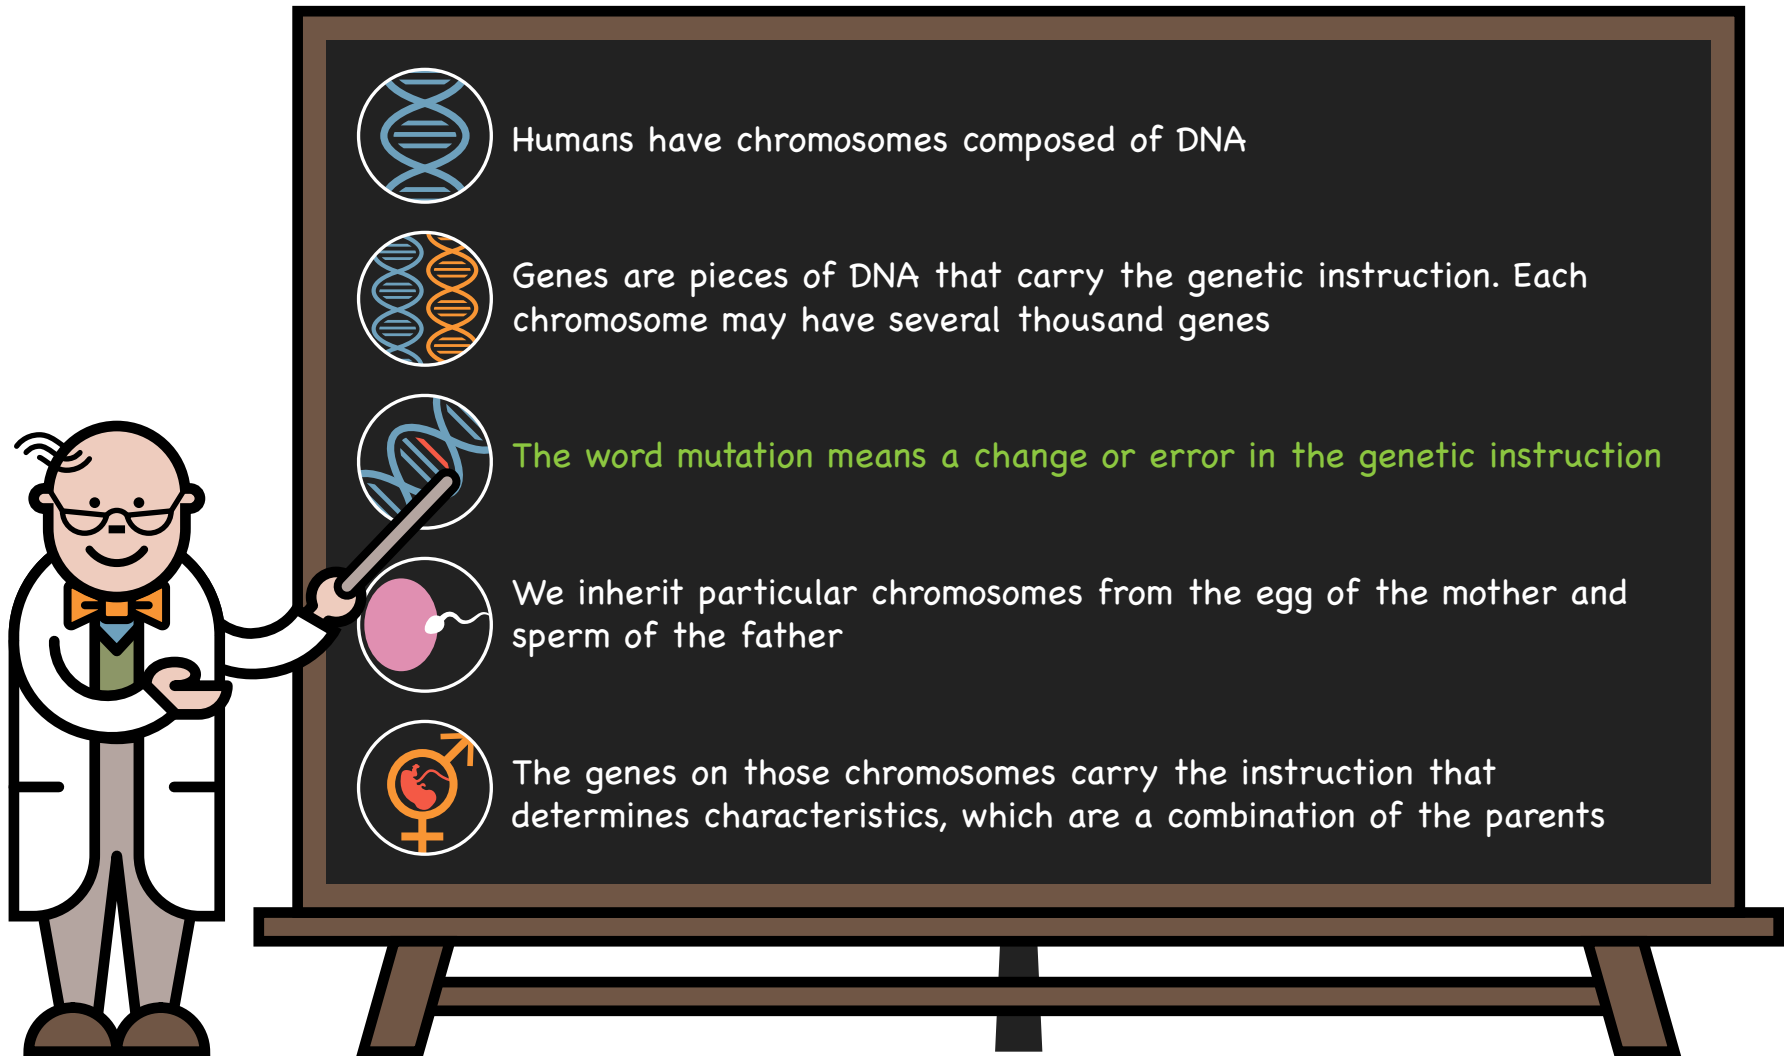 Humans have chromosomes composed of DNA
Genes are pieces of DNA that carry the genetic instruction. Each
chromosome may have several thousand genes
The word mutation means a change or error in the genetic instruction
We inherit particular chromosomes from the egg of the mother and
sperm of the father
The genes on those chromosomes carry the instruction that
determines characteristics, which are a combination of the parents